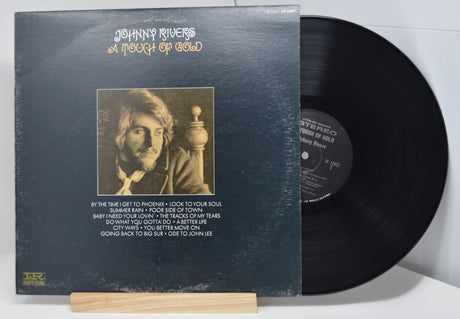 JOHNNY RIVERS
A TOUCH OF GOLD
BY THE TIME I GET TO PHOENIX • LOOK TO YOUR SOUL
SUMMER RAIN • POOR SIDE OF TOWN
BABY I NEED YOUR LOVIN' • THE TRACKS OF MY TEARS
DO WHAT YOU GOTTA DO • A BETTER LIFE
CITY WAYS • YOU BETTER MOVE ON
GOING BACK TO BIG SUR • ODE TO JOHN LEE
IR
IMPERIAL
STEREO
TOUCH OF GOLD
Johnny Rivers